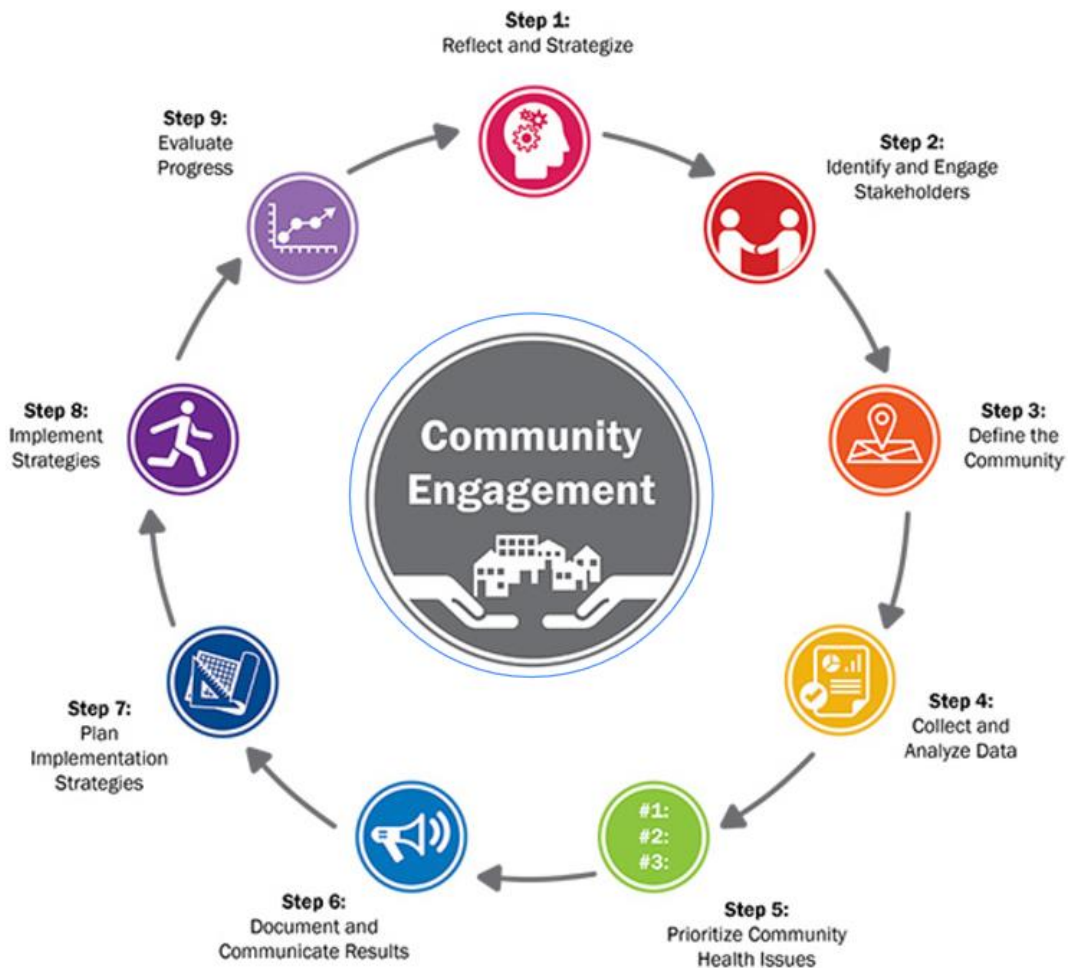 Step 1:
Reflect and Strategize
Step 2:
Identify and Engage
Stakeholders
Step 3:
Define the
Community
Step 4:
Collect and
Analyze Data
#1:
#2:
#3:
Step 5:
Prioritize Community
Health Issues
Step 6:
Document and
Communicate Results
Step 7:
Plan
Implementation
Strategies
Step 8:
Implement
Strategies
Step 9:
Evaluate
Progress
Community
Engagement